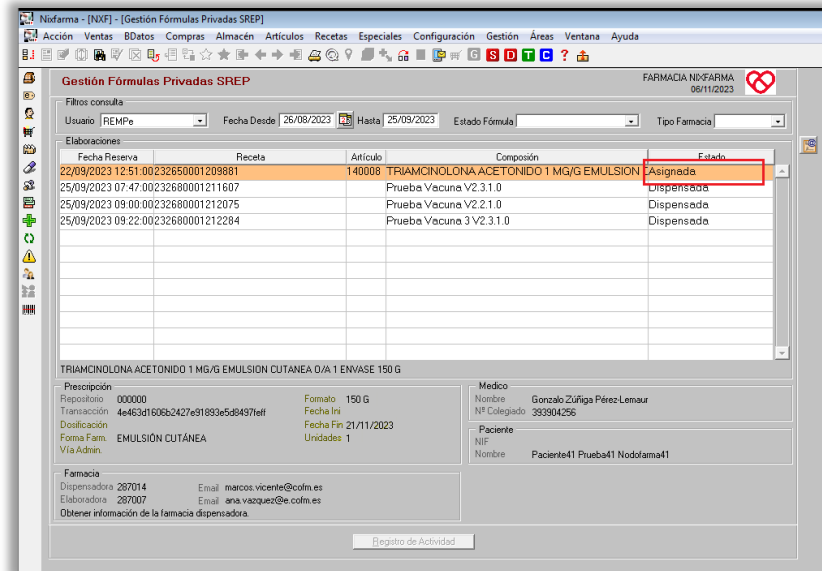 Nixfarma - [NXF] - [Gestión Fórmulas Privadas SREP]
Acción Ventas BDatos Compras Almacén Artículos Recetas Especiales Configuración Gestión Áreas Ventana Ayuda
G S D T C ?
Gestión Fórmulas Privadas SREP
FARMACIA NIXFARMA
06/11/2023
Filtros consulta
Usuario REMPe Fecha Desde 26/08/2023 Hasta 25/09/2023 Estado Fórmula Tipo Farmacia
Elaboraciones
Fecha Reserva Receta Artículo Composión Estado
22/09/2023 12:51:00 232650001209881 140008 TRIAMCINOLONA ACETONIDO 1 MG/G EMULSION Asignada
25/09/2023 07:47:00 232680001211607 Prueba Vacuna V2.3.1.0 Dispensada
25/09/2023 09:00:00 232680001212075 Prueba Vacuna V2.2.1.0 Dispensada
25/09/2023 09:22:00 232680001212284 Prueba Vacuna 3 V2.3.1.0 Dispensada
TRIAMCINOLONA ACETONIDO 1 MG/G EMULSION CUTANEA O/A 1 ENVASE 150 G
Prescripción
Repositorio 000000 Formato 150 G
Transacción 4e463d1606b2427e91893e5d8497feff Fecha Ini
Dosificación Fecha Fin 21/11/2023
Forma Farm. EMULSIÓN CUTÁNEA Unidades 1
Vía Admin.
Medico
Nombre Gonzalo Zúñiga Pérez-Lemaur
Nº Colegiado 393904256
Paciente
NIF
Nombre Paciente41 Prueba41 Nodofarma41
Farmacia
Dispensadora 287014 Email marcos.vicente@cofm.es
Elaboradora 287007 Email ana.vazquez@e.cofm.es
Obtener información de la farmacia dispensadora.
Registro de Actividad